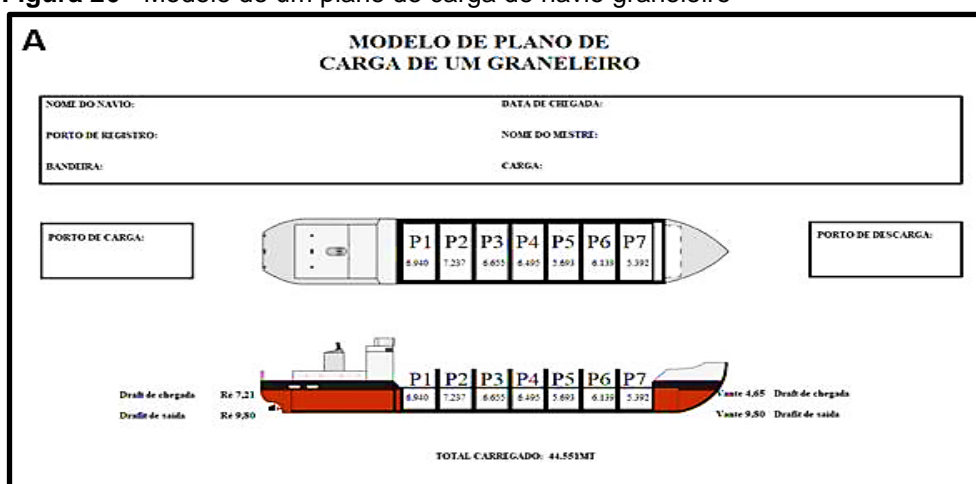 Figura - Modelo de um plano de carga de navio graneleiro
A
MODELO DE PLANO DE
CARGA DE UM GRANELEIRO
NOME DO NAVIO: DATA DE CHEGADA:
PORTO DE REGISTRO: NOME DO MESTRE:
BANDEIRA: CARGA:
PORTO DE CARGA:
P1 P2 P3 P4 P5 P6 P7
6.940 7.237 6.655 6.495 5.693 6.139 5.392
PORTO DE DESCARGA:
P1 P2 P3 P4 P5 P6 P7
6.940 7.237 6.655 6.495 5.693 6.139 5.392
Draft de chegada Ré 7,21 Vante 4,65 Draft de chegada
Drafit de saída Ré 9,80 Vante 9,80 Drafit de saída
TOTAL CARREGADO: 44.551MT